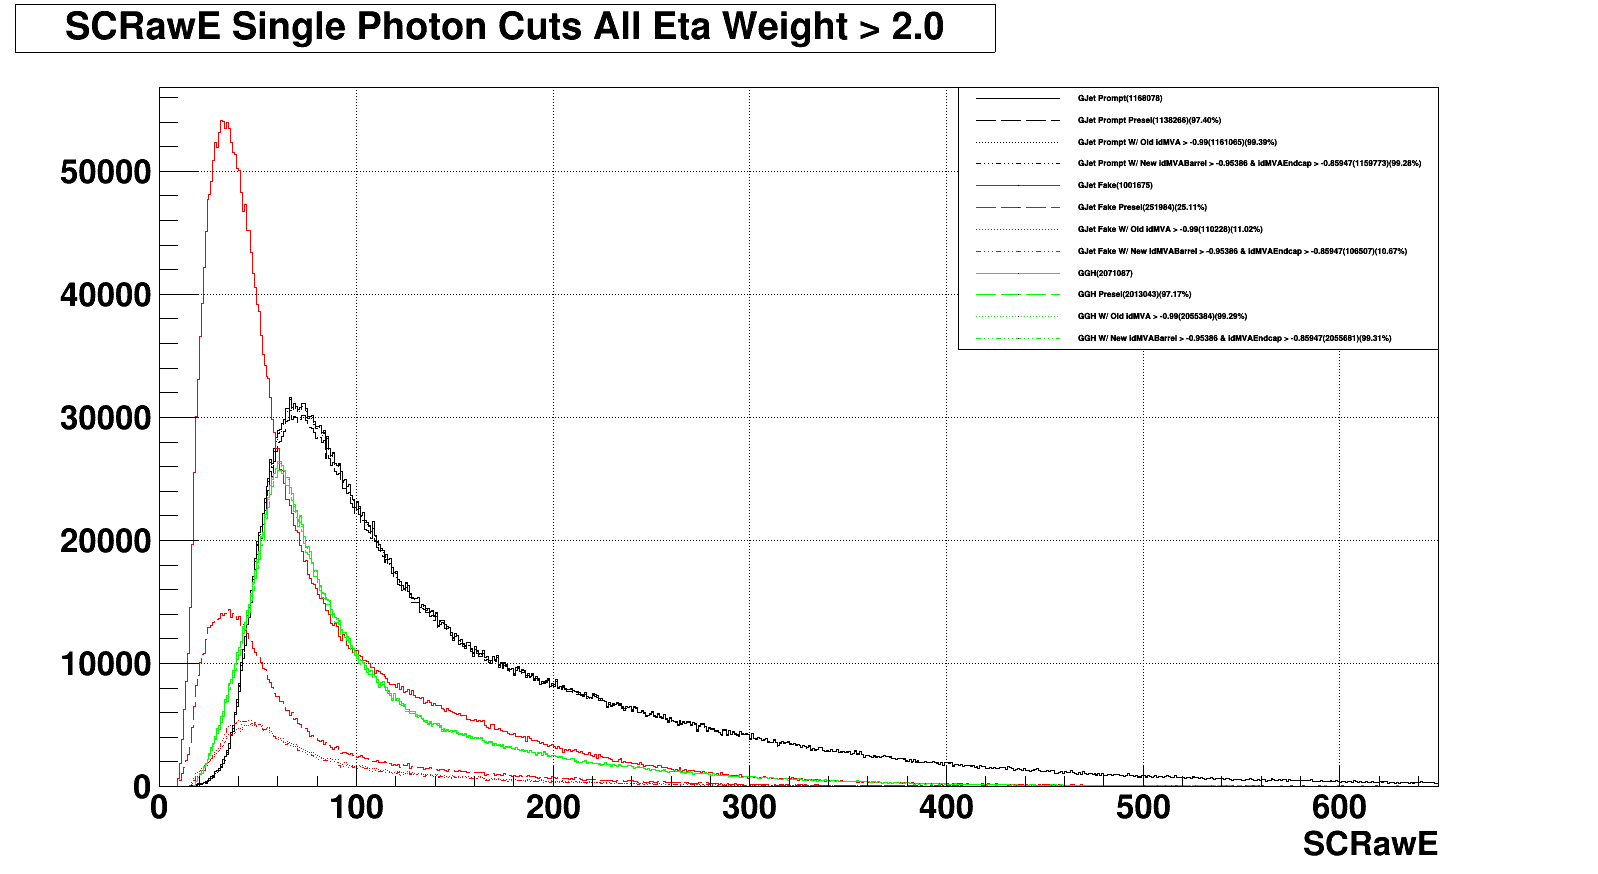 SCRawE Single Photon Cuts All Eta Weight > 2.0
GJet Prompt(1168078)
GJet Prompt Presel(1138266)(97.40%)
GJet Prompt W/ Old idMVA > -0.99(1161065)(99.39%)
GJet Prompt W/ New idMVABarrel > -0.95386 & idMVAEndcap > -0.85947(1159773)(99.28%)
GJet Fake(1001675)
GJet Fake Presel(251984)(25.11%)
GJet Fake W/ Old idMVA > -0.99(110228)(11.02%)
GJet Fake W/ New idMVABarrel > -0.95386 & idMVAEndcap > -0.85947(106507)(10.67%)
GGH(2071087)
GGH Presel(2013043)(97.17%)
GGH W/ Old idMVA > -0.99(2055384)(99.29%)
GGH W/ New idMVABarrel > -0.95386 & idMVAEndcap > -0.85947(2055681)(99.31%)
50000
40000
30000
20000
10000
0
0 100 200 300 400 500 600
SCRawE